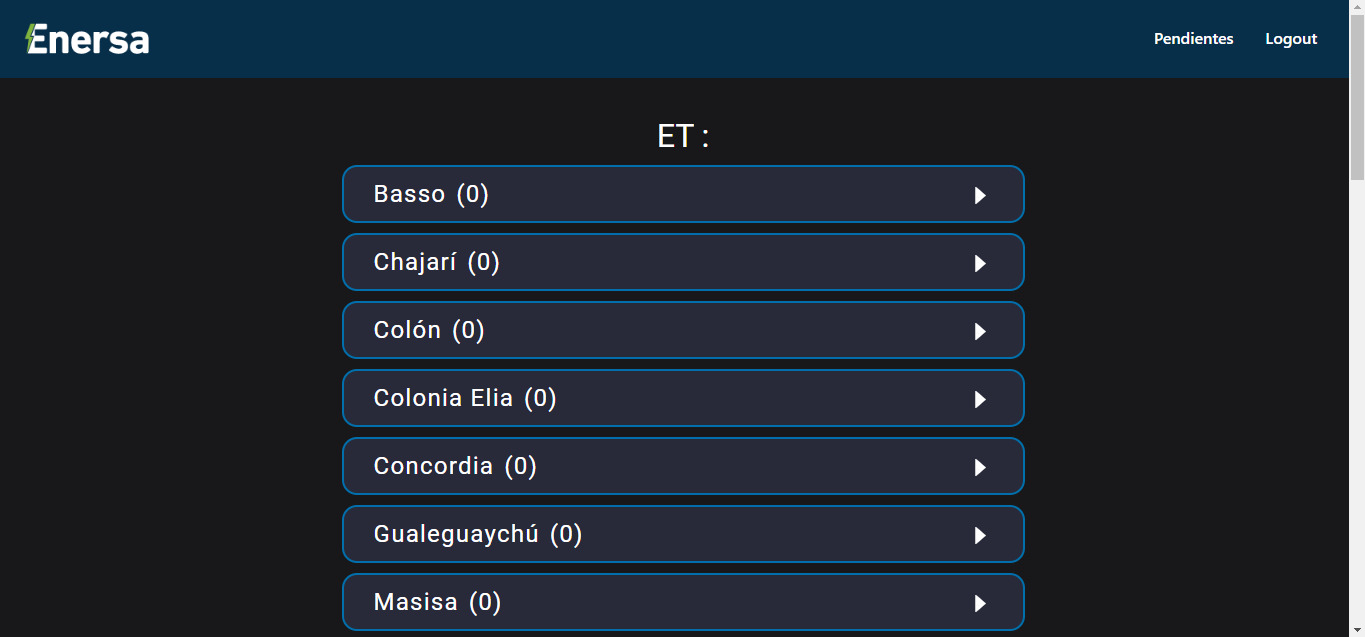 Enersa
Pendientes Logout
ET :
Basso (0)
Chajarí (0)
Colón (0)
Colonia Elia (0)
Concordia (0)
Gualeguaychú (0)
Masisa (0)